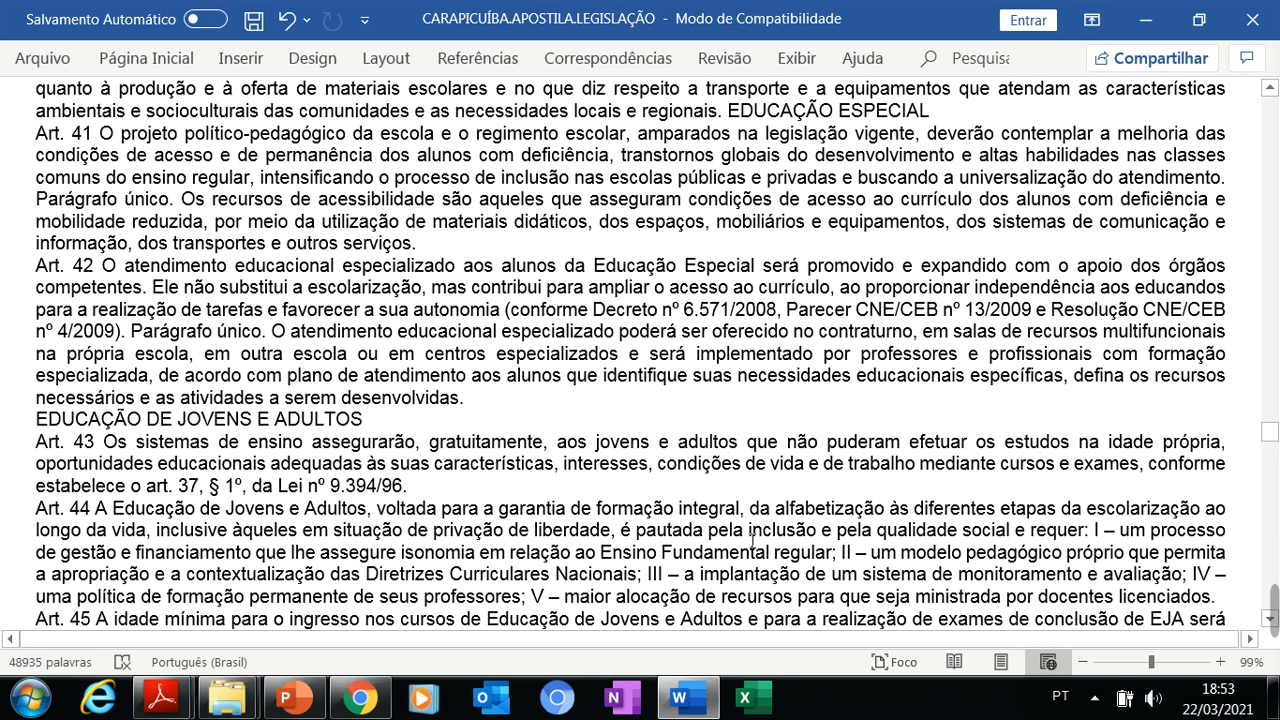 Salvamento Automático
CARAPICUÍBA.APOSTILA.LEGISLAÇÃO - Modo de Compatibilidade
Entrar
Arquivo Página Inicial Inserir Design Layout Referências Correspondências Revisão Exibir Ajuda Pesquisa Compartilhar
quanto à produção e à oferta de materiais escolares e no que diz respeito a transporte e a equipamentos que atendam as características
ambientais e socioculturais das comunidades e as necessidades locais e regionais. EDUCAÇÃO ESPECIAL
Art. 41 O projeto político-pedagógico da escola e o regimento escolar, amparados na legislação vigente, deverão contemplar a melhoria das
condições de acesso e de permanência dos alunos com deficiência, transtornos globais do desenvolvimento e altas habilidades nas classes
comuns do ensino regular, intensificando o processo de inclusão nas escolas públicas e privadas e buscando a universalização do atendimento.
Parágrafo único. Os recursos de acessibilidade são aqueles que asseguram condições de acesso ao currículo dos alunos com deficiência e
mobilidade reduzida, por meio da utilização de materiais didáticos, dos espaços, mobiliários e equipamentos, dos sistemas de comunicação e
informação, dos transportes e outros serviços.
Art. 42 O atendimento educacional especializado aos alunos da Educação Especial será promovido e expandido com o apoio dos órgãos
competentes. Ele não substitui a escolarização, mas contribui para ampliar o acesso ao currículo, ao proporcionar independência aos educandos
para a realização de tarefas e favorecer a sua autonomia (conforme Decreto nº 6.571/2008, Parecer CNE/CEB nº 13/2009 e Resolução CNE/CEB
nº 4/2009). Parágrafo único. O atendimento educacional especializado poderá ser oferecido no contraturno, em salas de recursos multifuncionais
na própria escola, em outra escola ou em centros especializados e será implementado por professores e profissionais com formação
especializada, de acordo com plano de atendimento aos alunos que identifique suas necessidades educacionais específicas, defina os recursos
necessários e as atividades a serem desenvolvidas.
EDUCAÇÃO DE JOVENS E ADULTOS
Art. 43 Os sistemas de ensino assegurarão, gratuitamente, aos jovens e adultos que não puderam efetuar os estudos na idade própria,
oportunidades educacionais adequadas às suas características, interesses, condições de vida e de trabalho mediante cursos e exames, conforme
estabelece o art. 37, § 1º, da Lei nº 9.394/96.
Art. 44 A Educação de Jovens e Adultos, voltada para a garantia de formação integral, da alfabetização às diferentes etapas da escolarização ao
longo da vida, inclusive àqueles em situação de privação de liberdade, é pautada pela inclusão e pela qualidade social e requer: I – um processo
de gestão e financiamento que lhe assegure isonomia em relação ao Ensino Fundamental regular; II – um modelo pedagógico próprio que permita
a apropriação e a contextualização das Diretrizes Curriculares Nacionais; III – a implantação de um sistema de monitoramento e avaliação; IV –
uma política de formação permanente de seus professores; V – maior alocação de recursos para que seja ministrada por docentes licenciados.
Art. 45 A idade mínima para o ingresso nos cursos de Educação de Jovens e Adultos e para a realização de exames de conclusão de EJA será
48935 palavras Português (Brasil) Foco 99%
PT 18:53
22/03/2021